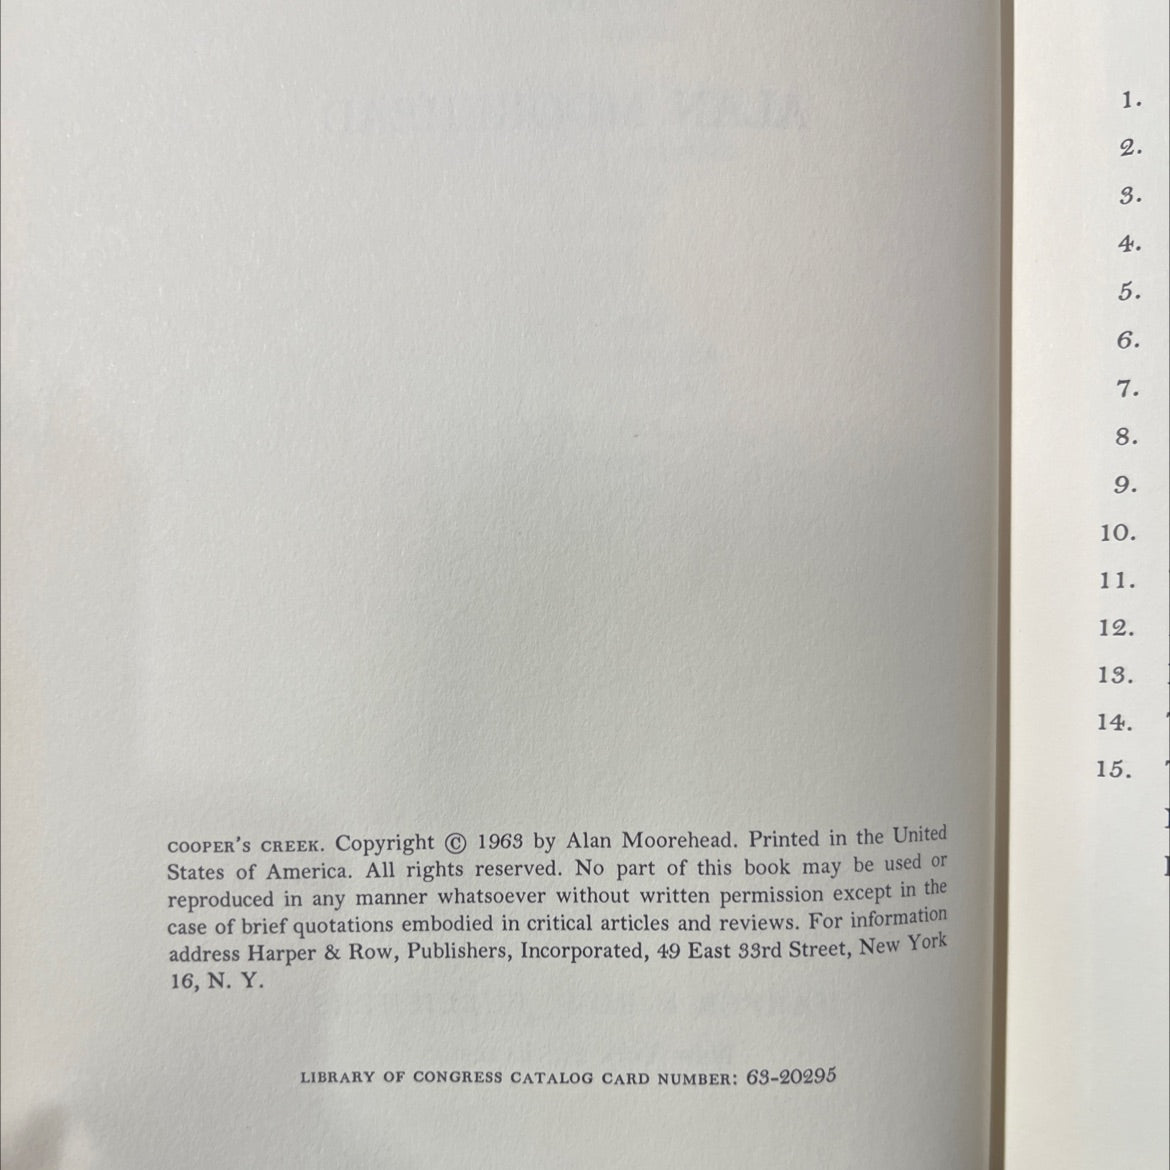 COOPER'S CREEK. Copyright © 1963 by Alan Moorehead. Printed in the United
States of America. All rights reserved. No part of this book may be used or
reproduced in any manner whatsoever without written permission except in the
case of brief quotations embodied in critical articles and reviews. For information
address Harper & Row, Publishers, Incorporated, 49 East 33rd Street, New York
16, N. Y.
LIBRARY OF CONGRESS CATALOG CARD NUMBER: 63-20295
1.
2.
3.
4.
5.
6.
7.
8.
9.
10.
11.
12.
13.
14.
15.